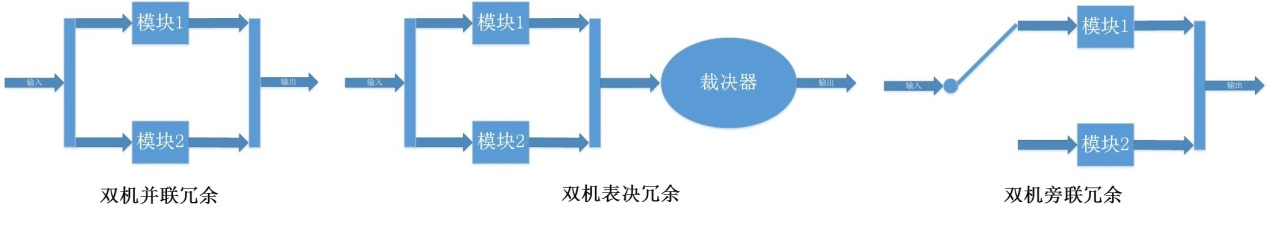 模块1
输入
输出
模块2
双机并联冗余
模块1
输入
裁决器
输出
模块2
双机表决冗余
模块1
输入
输出
模块2
双机旁联冗余